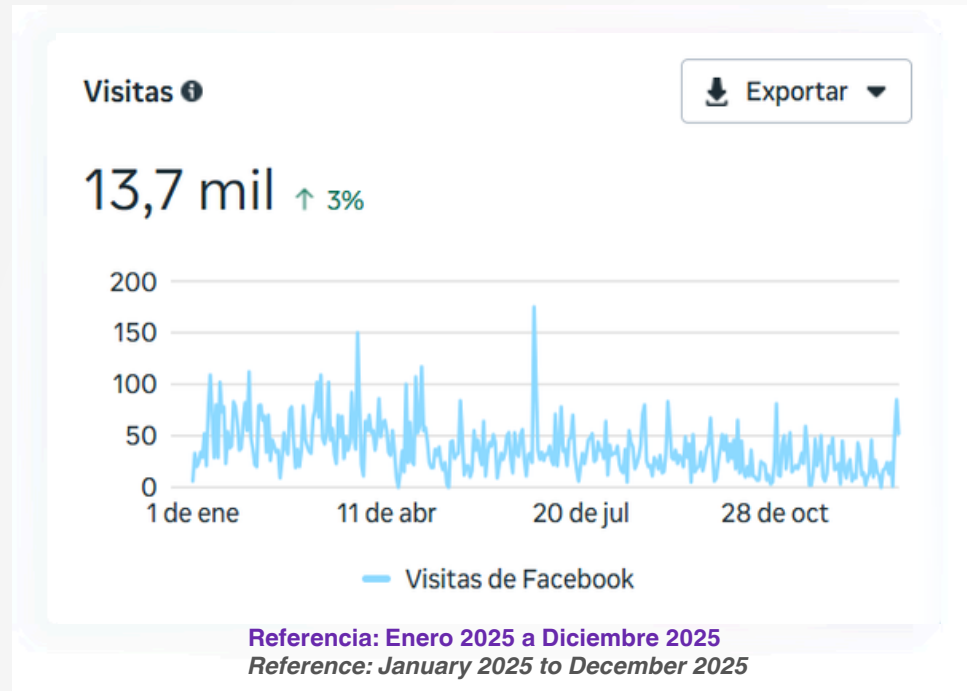 Visitas
Exportar
13,7 mil ↑ 3%
200
150
100
50
0
1 de ene 11 de abr 20 de jul 28 de oct
Visitas de Facebook
Referencia: Enero 2025 a Diciembre 2025
Reference: January 2025 to December 2025